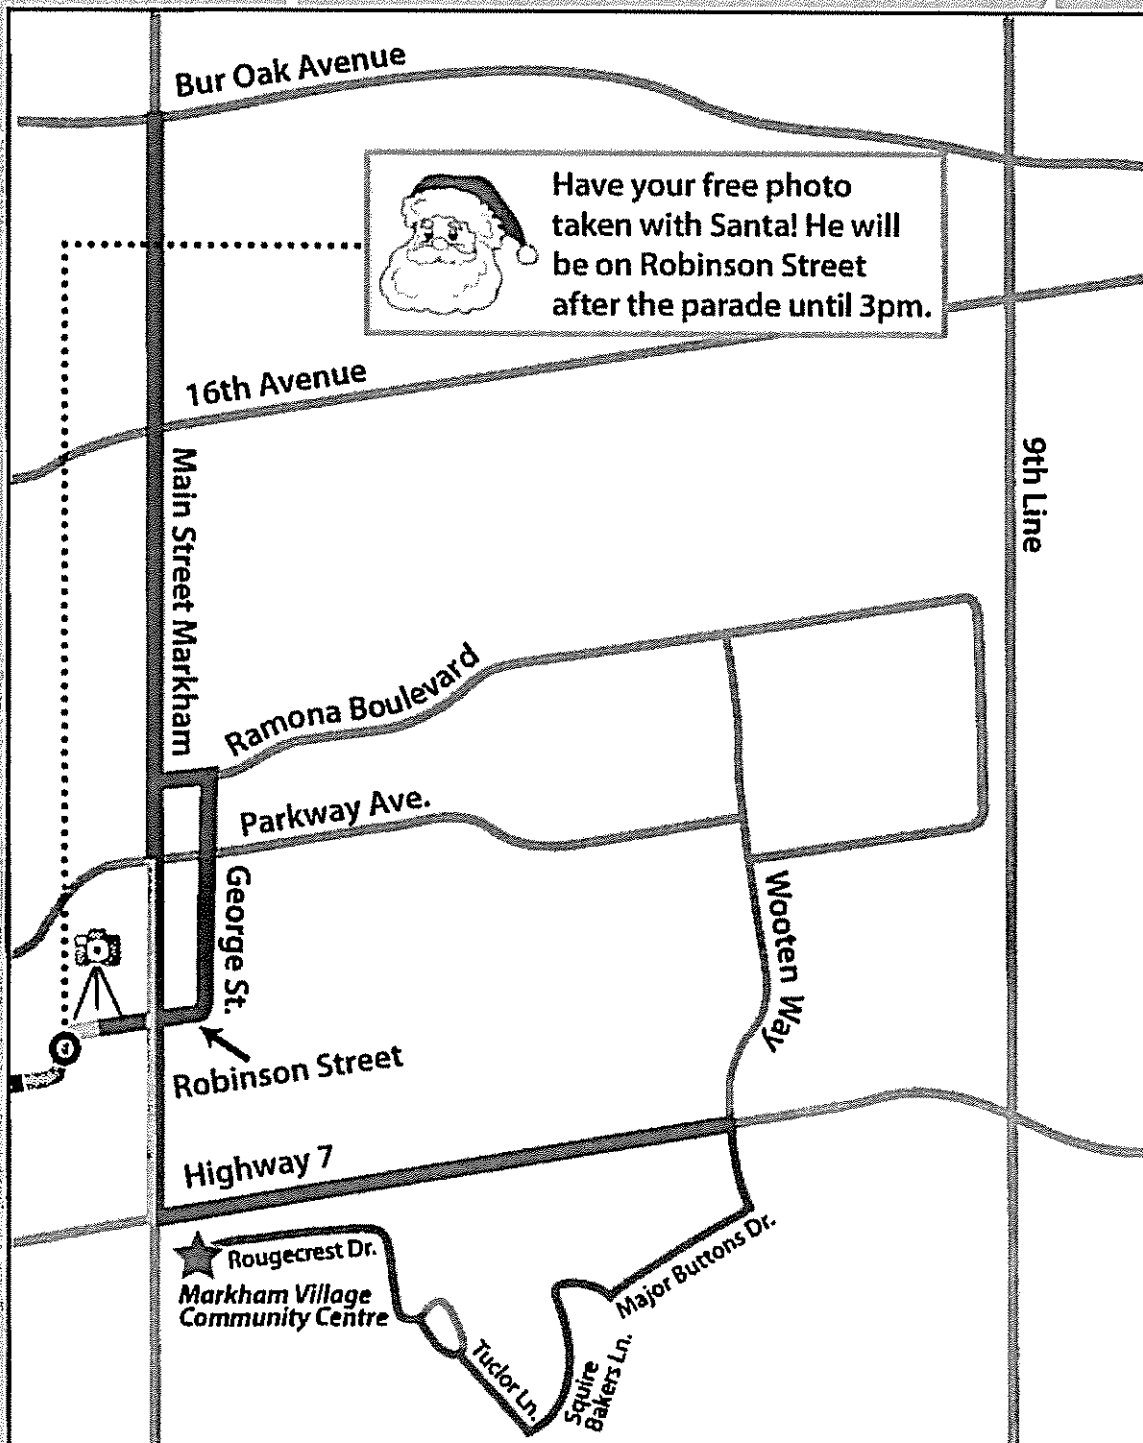 Bur Oak Avenue
Have your free photo
taken with Santa! He will
be on Robinson Street
after the parade until 3pm.
16th Avenue
Main Street Markham
9th Line
Ramona Boulevard
Parkway Ave.
George St.
Wooten Way
Robinson Street
Highway 7
Rougecrest Dr.
Markham Village
Community Centre
Major Buttons Dr.
Tuclor Ln.
Squire
Bakers Ln.